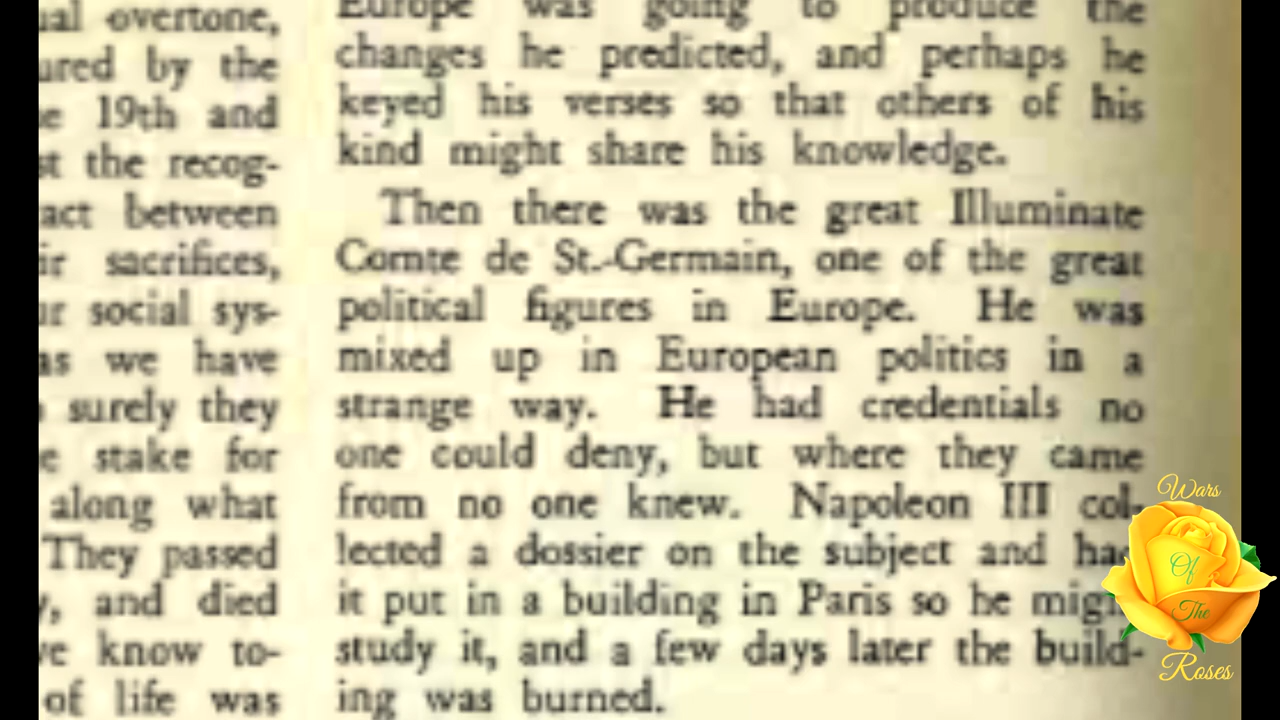 ual overtone,
ured by the
e 19th and
st the recog-
act between
ir sacrifices,
ur social sys-
as we have
surely they
e stake for
along what
They passed
y, and died
ve know to-
of life was
Europe was going to produce the
changes he predicted, and perhaps he
keyed his verses so that others of his
kind might share his knowledge.
Then there was the great Illuminate
Comte de St.-Germain, one of the great
political figures in Europe. He was
mixed up in European politics in a
strange way. He had credentials no
one could deny, but where they came
from no one knew. Napoleon III col-
lected a dossier on the subject and had
it put in a building in Paris so he might
study it, and a few days later the build-
ing was burned.
Wars
Of
The
Roses